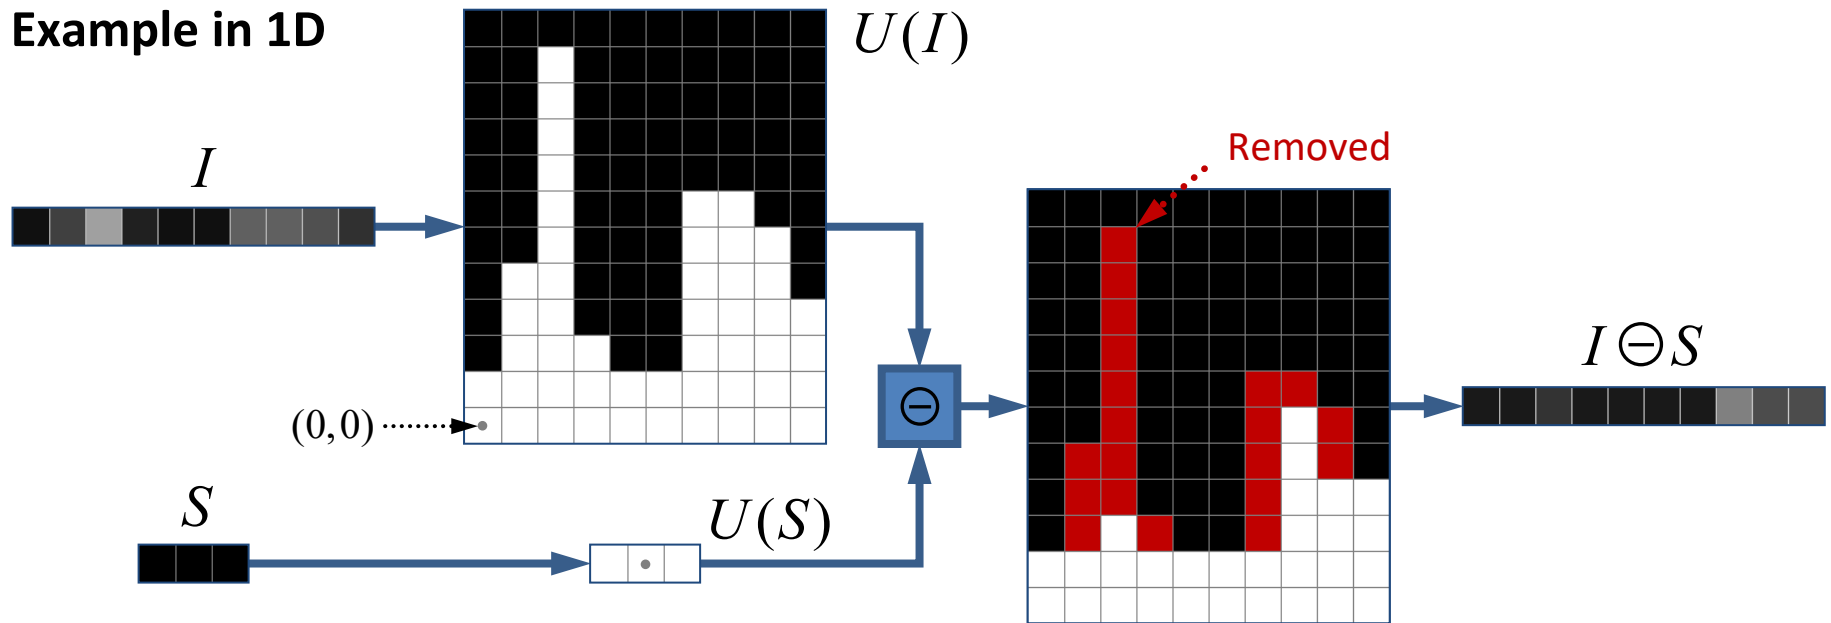 Example in 1D
U(I)
I
Removed
I⊖S
(0,0)
⊖
S
U(S)